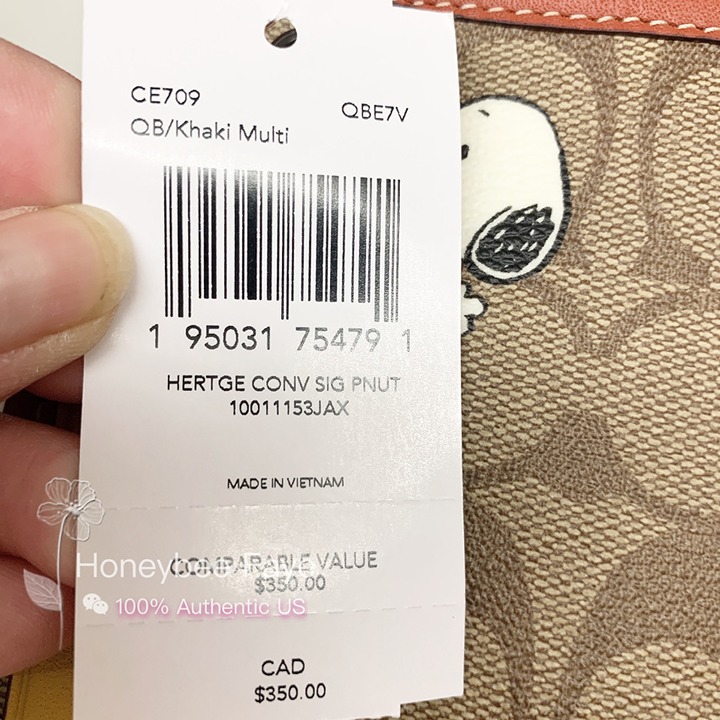 CE709
QBE7V
QB/Khaki Multi
1 95031 75479 1
HERTGE CONV SIG PNUT
10011153JAX
MADE IN VIETNAM
Honeybee
COMPARABLE VALUE
$350.00
100% Authentic US
CAD
$350.00